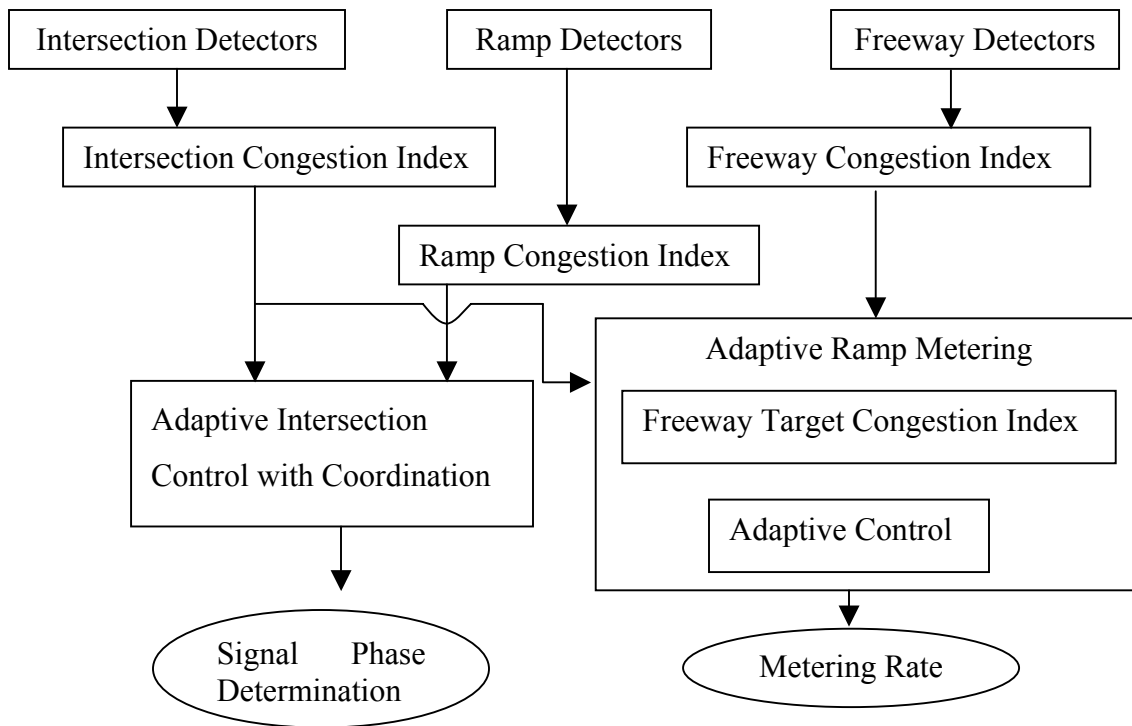 Intersection Detectors
Ramp Detectors
Freeway Detectors
Intersection Congestion Index
Freeway Congestion Index
Ramp Congestion Index
Adaptive Ramp Metering
Freeway Target Congestion Index
Adaptive Intersection
Control with Coordination
Adaptive Control
Signal Phase
Determination
Metering Rate